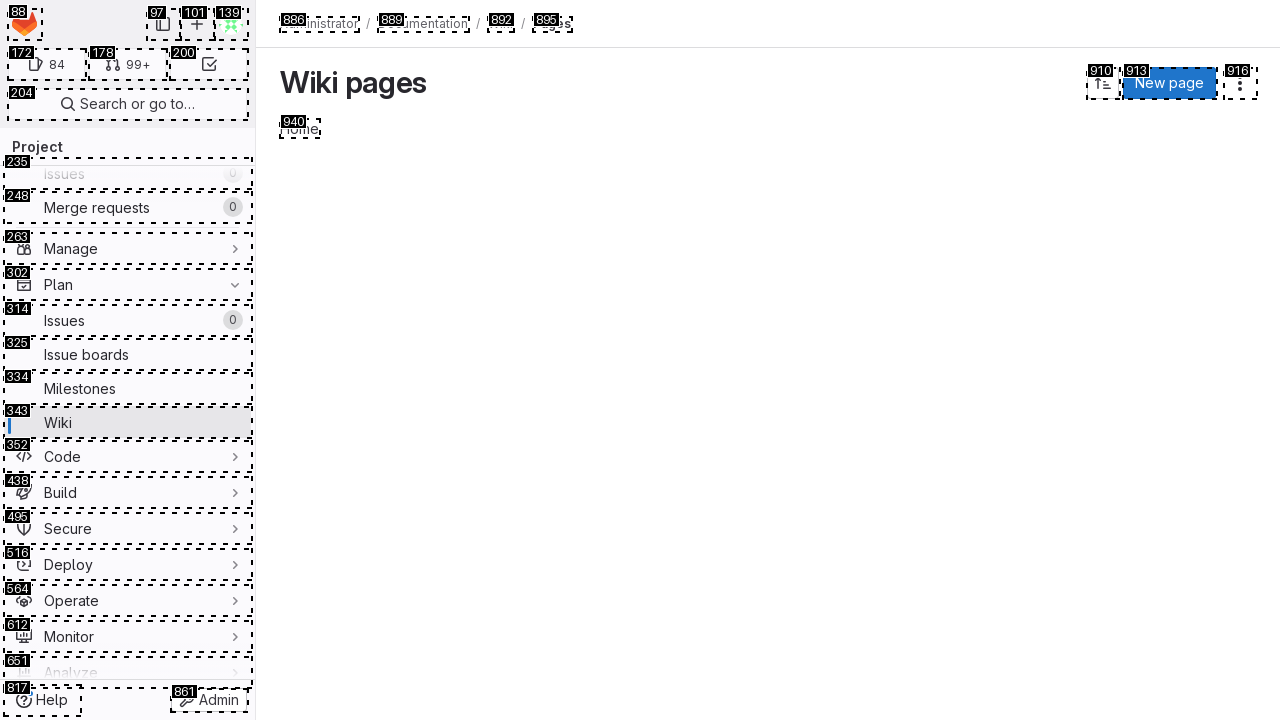 88
97
101
139
172
84
178
99+
200
204
Search or go to…
Project
235
Issues
0
248
Merge requests
0
263
Manage
302
Plan
314
Issues
0
325
Issue boards
334
Milestones
343
Wiki
352
Code
438
Build
495
Secure
516
Deploy
564
Operate
612
Monitor
651
Analyze
817
Help
861
Admin
886 / 889 / 892 / 895
Wiki pages
910
913
New page
916
940
Home